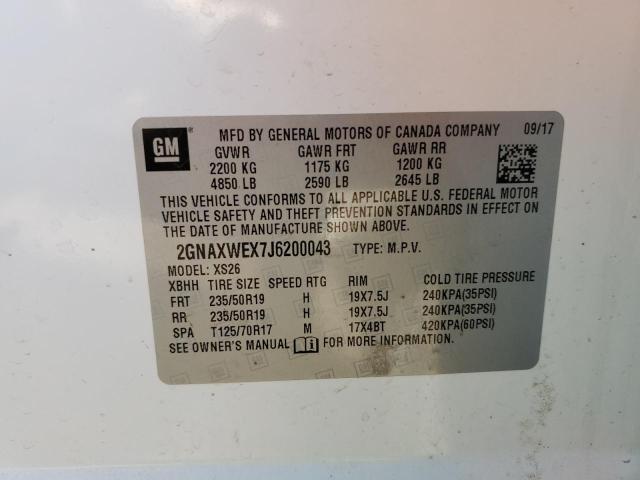 GM ®
MFD BY GENERAL MOTORS OF CANADA COMPANY 09/17
GVWR GAWR FRT GAWR RR
2200 KG 1175 KG 1200 KG
4850 LB 2590 LB 2645 LB
THIS VEHICLE CONFORMS TO ALL APPLICABLE U.S. FEDERAL MOTOR
VEHICLE SAFETY AND THEFT PREVENTION STANDARDS IN EFFECT ON
THE DATE OF MANUFACTURE SHOWN ABOVE.
2GNAXWEX7J6200043 TYPE: M.P.V.
MODEL: XS26
XBHH TIRE SIZE SPEED RTG RIM COLD TIRE PRESSURE
FRT 235/50R19 H 19X7.5J 240KPA(35PSI)
RR 235/50R19 H 19X7.5J 240KPA(35PSI)
SPA T125/70R17 M 17X4BT 420KPA(60PSI)
SEE OWNER'S MANUAL FOR MORE INFORMATION.